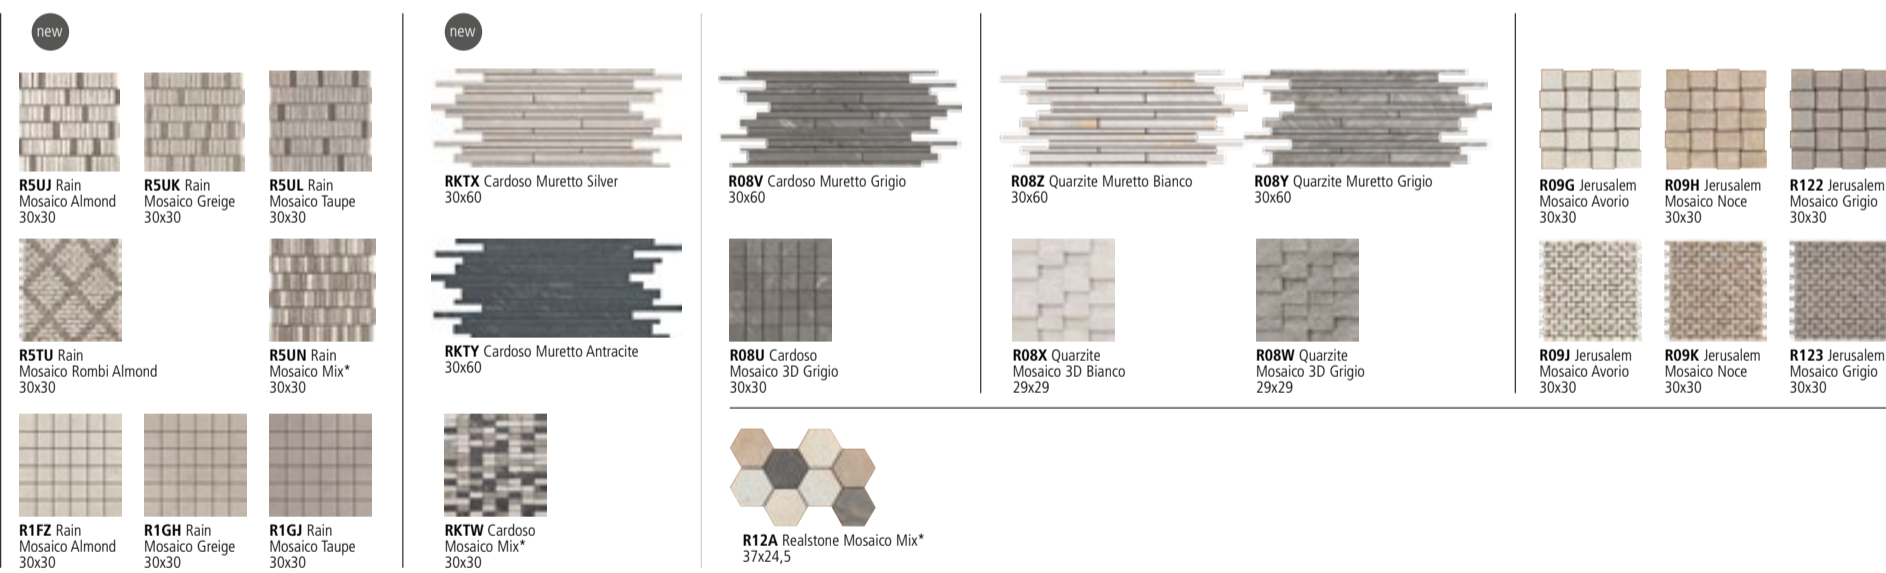 new
R5UJ Rain
Mosaico Almond
30x30
R5UK Rain
Mosaico Greige
30x30
R5UL Rain
Mosaico Taupe
30x30
R5TU Rain
Mosaico Rombi Almond
30x30
R5UN Rain
Mosaico Mix*
30x30
R1FZ Rain
Mosaico Almond
30x30
R1GH Rain
Mosaico Greige
30x30
R1GJ Rain
Mosaico Taupe
30x30
new
RKTX Cardoso Muretto Silver
30x60
RKTY Cardoso Muretto Antracite
30x60
RKTW Cardoso
Mosaico Mix*
30x30
R08V Cardoso Muretto Grigio
30x60
R08U Cardoso
Mosaico 3D Grigio
30x30
R08Z Quarzite Muretto Bianco
30x60
R08Y Quarzite Muretto Grigio
30x60
R08X Quarzite
Mosaico 3D Bianco
29x29
R08W Quarzite
Mosaico 3D Grigio
29x29
R09G Jerusalem
Mosaico Avorio
30x30
R09H Jerusalem
Mosaico Noce
30x30
R122 Jerusalem
Mosaico Grigio
30x30
R09J Jerusalem
Mosaico Avorio
30x30
R09K Jerusalem
Mosaico Noce
30x30
R123 Jerusalem
Mosaico Grigio
30x30
R12A Realstone Mosaico Mix*
37x24,5